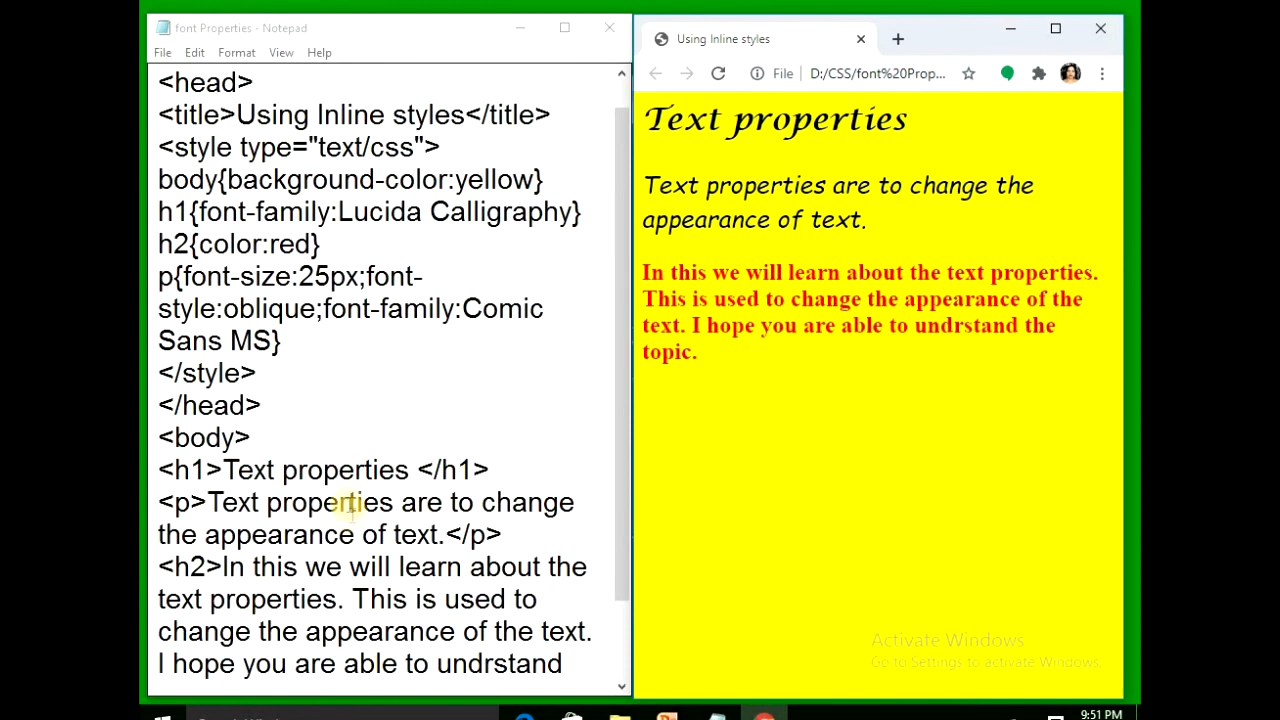 font Properties - Notepad
File Edit Format View Help
<head>
<title>Using Inline styles</title>
<style type="text/css">
body{background-color:yellow}
h1{font-family:Lucida Calligraphy}
h2{color:red}
p{font-size:25px;font-
style:oblique;font-family:Comic
Sans MS}
</style>
</head>
<body>
<h1>Text properties </h1>
<p>Text properties are to change
the appearance of text.</p>
<h2>In this we will learn about the
text properties. This is used to
change the appearance of the text.
I hope you are able to undrstand
Using Inline styles
File D:/CSS/font%20Prop...
Text properties
Text properties are to change the
appearance of text.
In this we will learn about the text properties.
This is used to change the appearance of the
text. I hope you are able to undrstand the
topic.
Activate Windows
Go to Settings to activate Windows.
9:51 PM